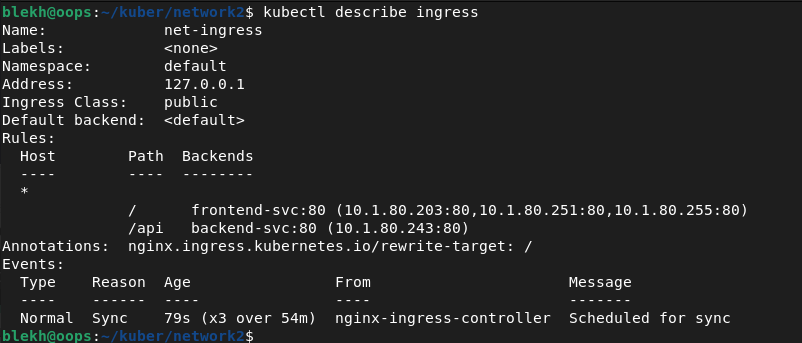 blekh@oops:~/kuber/network2$ kubectl describe ingress
Name:             net-ingress
Labels:           <none>
Namespace:        default
Address:          127.0.0.1
Ingress Class:    public
Default backend:  <default>
Rules:
  Host        Path  Backends
  ----        ----  --------
  *
              /      frontend-svc:80 (10.1.80.203:80,10.1.80.251:80,10.1.80.255:80)
              /api   backend-svc:80 (10.1.80.243:80)
Annotations:  nginx.ingress.kubernetes.io/rewrite-target: /
Events:
  Type    Reason  Age                From                      Message
  ----    ------  ----               ----                      -------
  Normal  Sync    79s (x3 over 54m)  nginx-ingress-controller  Scheduled for sync
blekh@oops:~/kuber/network2$